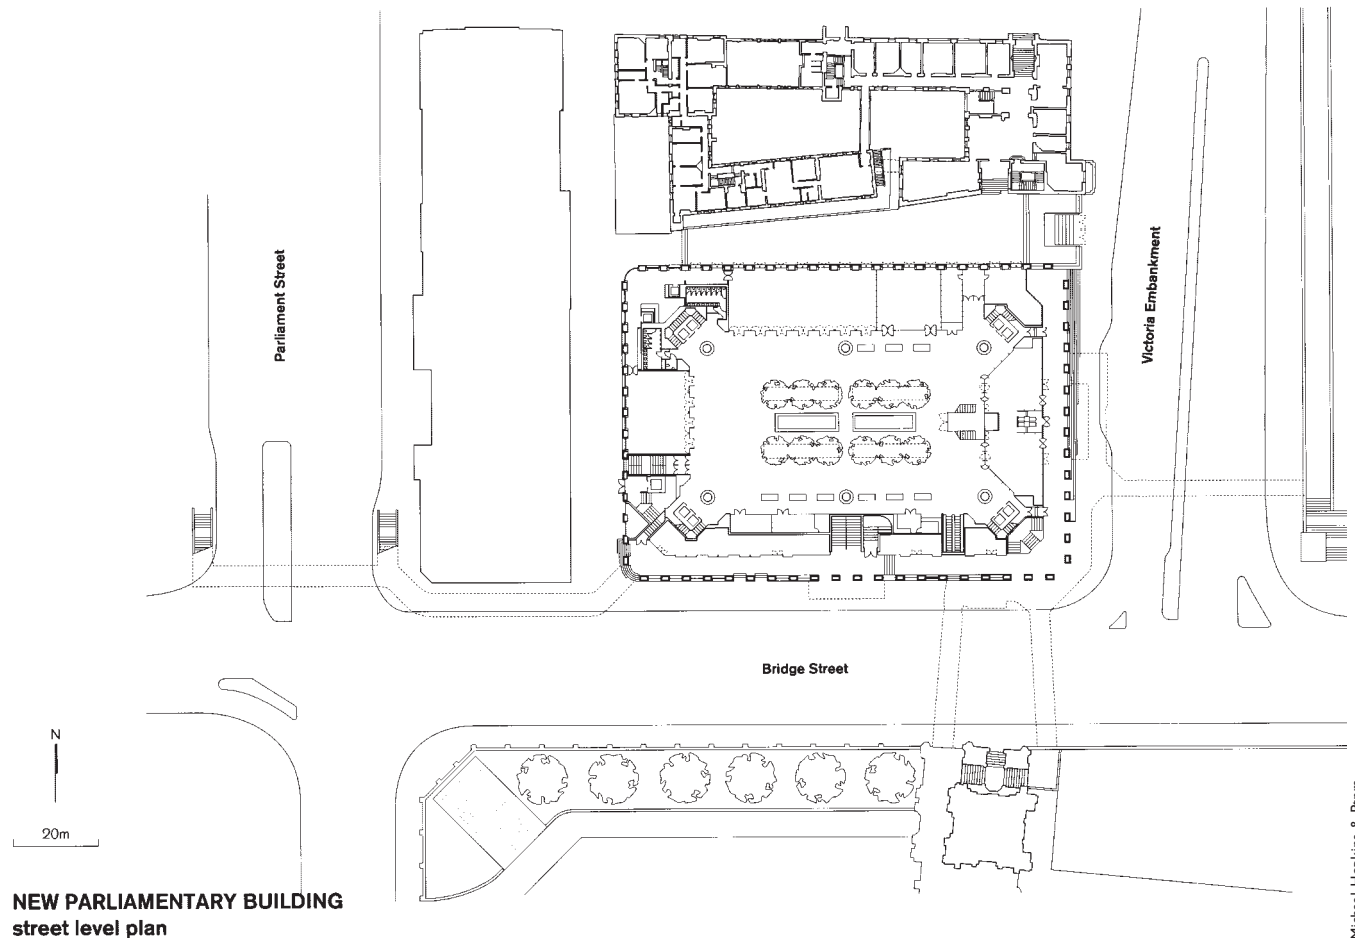 Parliament Street
Victoria Embankment
Bridge Street
N
20m
NEW PARLIAMENTARY BUILDING
street level plan